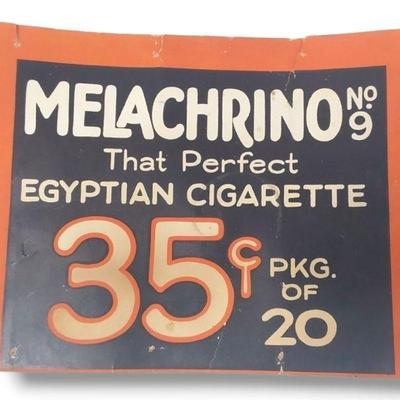 MELACHRINO No 9
That Perfect
EGYPTIAN CIGARETTE
35¢ PKG. OF 20